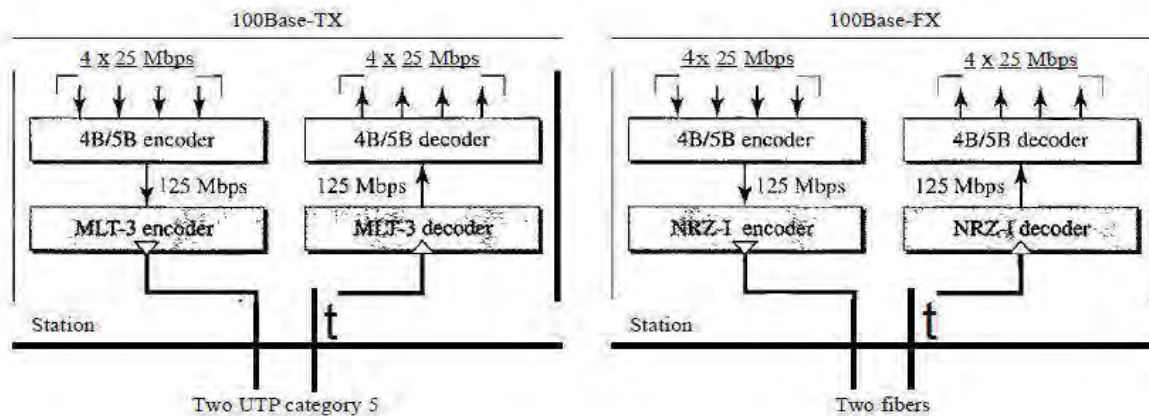 100Base-TX
4 x 25 Mbps
4 x 25 Mbps
4B/5B encoder
4B/5B decoder
125 Mbps
125 Mbps
MLT-3 encoder
MLT-3 decoder
t
Station
Two UTP category 5
100Base-FX
4x 25 Mbps
4 x 25 Mbps
4B/5B encoder
4B/5B decoder
125 Mbps
125 Mbps
NRZ-I encoder
NRZ-I decoder
t
Station
Two fibers